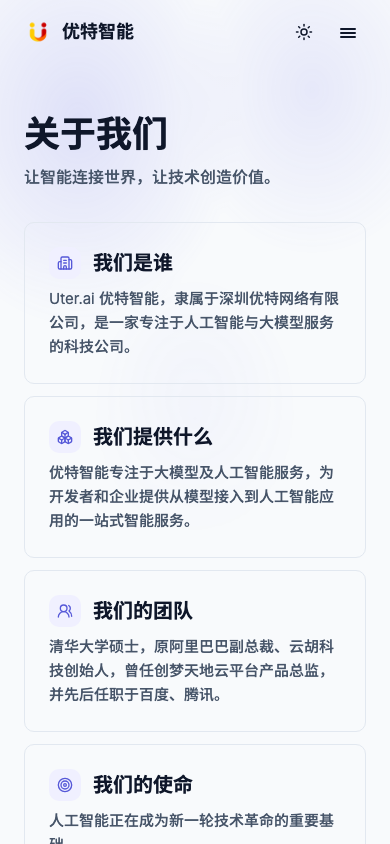 优特智能
关于我们
让智能连接世界，让技术创造价值。
我们是谁
Uter.ai 优特智能，隶属于深圳优特网络有限
公司，是一家专注于人工智能与大模型服务
的科技公司。
我们提供什么
优特智能专注于大模型及人工智能服务，为
开发者和企业提供从模型接入到人工智能应
用的一站式智能服务。
我们的团队
清华大学硕士，原阿里巴巴副总裁、云胡科
技创始人，曾任创梦天地云平台产品总监，
并先后任职于百度、腾讯。
我们的使命
人工智能正在成为新一轮技术革命的重要基
础